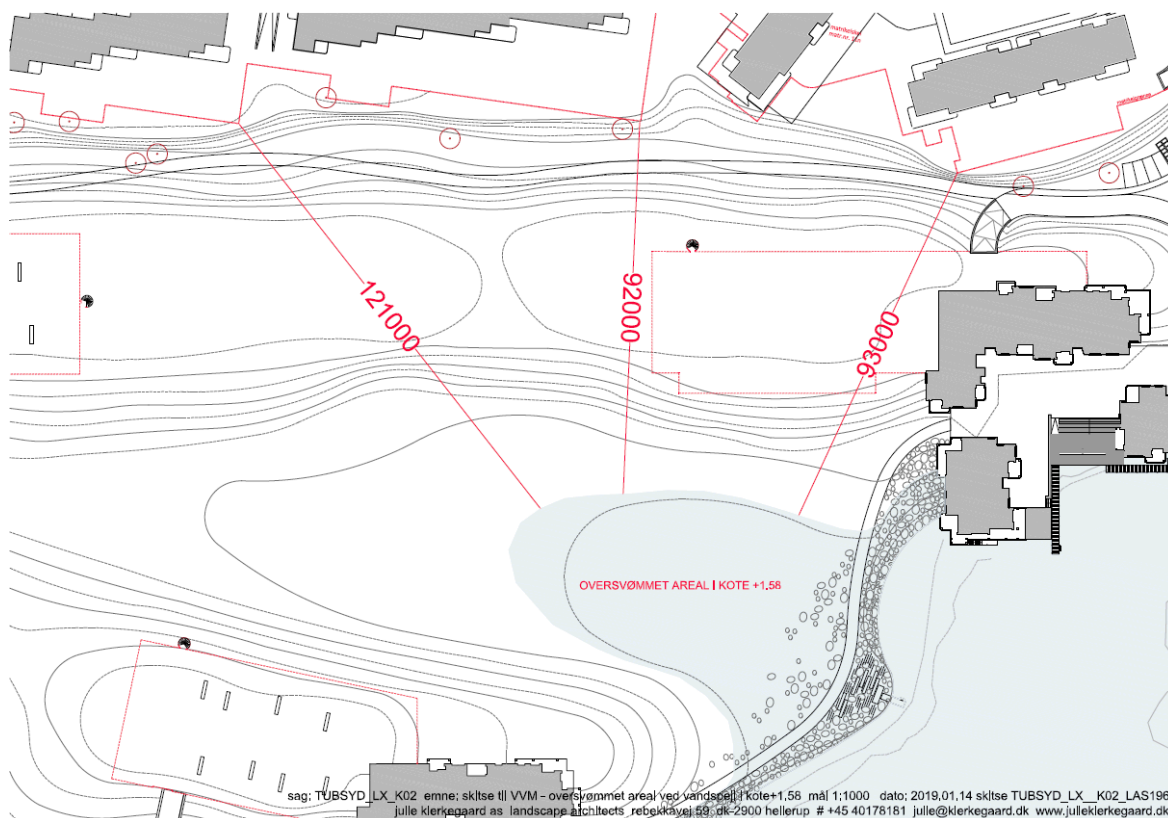 matrikelskel
121000
92000
93000
OVERSVØMMET AREAL I KOTE +1.58
sag: TUBSYD_LX_K02 emne: skitse til VVM - oversvømmet areal ved vandspejl i kote+1,58 mål 1:1000 dato: 2019.01.14 skitse TUBSYD_LX__K02_LAS196
julle klerkegaard as landscape architects rebekkavej 59 dk-2900 hellerup # +45 40178181 julle@klerkegaard.dk www.julleklerkegaard.dk